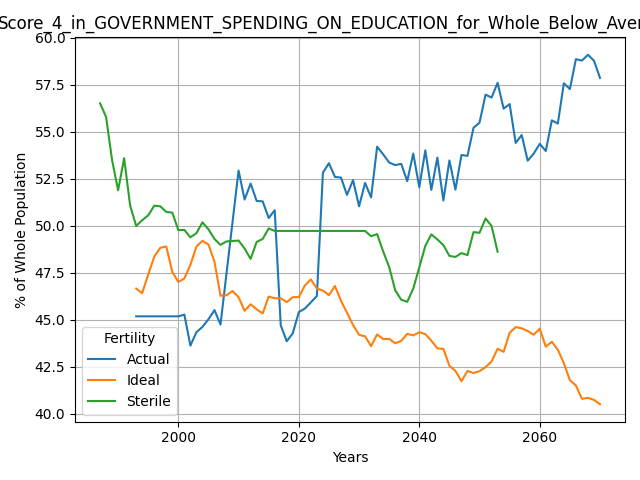 Score_4_in_GOVERNMENT_SPENDING_ON_EDUCATION_for_Whole_Below_Aver
60.0
57.5
55.0
52.5
50.0
47.5
45.0
42.5
40.0
% of Whole Population
Fertility
Actual
Ideal
Sterile
2000 2020 2040 2060
Years